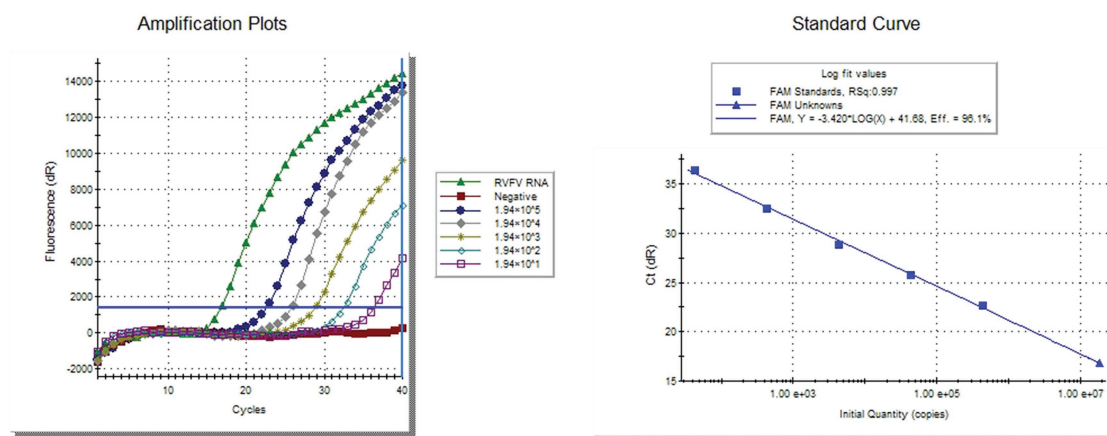 Amplification Plots
14000
12000
10000
8000
6000
4000
2000
0
-2000
Fluorescence (dR)
10
20
30
40
Cycles
RVFV RNA
Negative
1.94×10^5
1.94×10^4
1.94×10^3
1.94×10^2
1.94×10^1
Standard Curve
Log fit values
FAM Standards, RSq:0.997
FAM Unknowns
FAM, Y = -3.420*LOG(X) + 41.68, Eff. = 96.1%
35
30
25
20
15
Ct (dR)
1.00 e+03
1.00 e+05
1.00 e+07
Initial Quantity (copies)